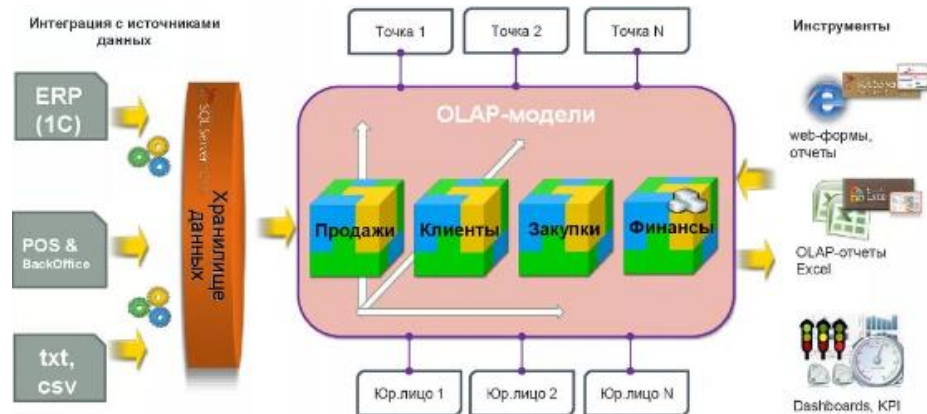 Интеграция с источниками
данных
Точка 1
Точка 2
Точка N
Инструменты
ERP
(1C)
POS &
BackOffice
txt,
csv
SQL Server
Хранилище
данных
OLAP-модели
Продажи
Клиенты
Закупки
Финансы
web-формы,
отчеты
OLAP-отчеты
Excel
Dashboards, KPI
Юр.лицо 1
Юр.лицо 2
Юр.лицо N